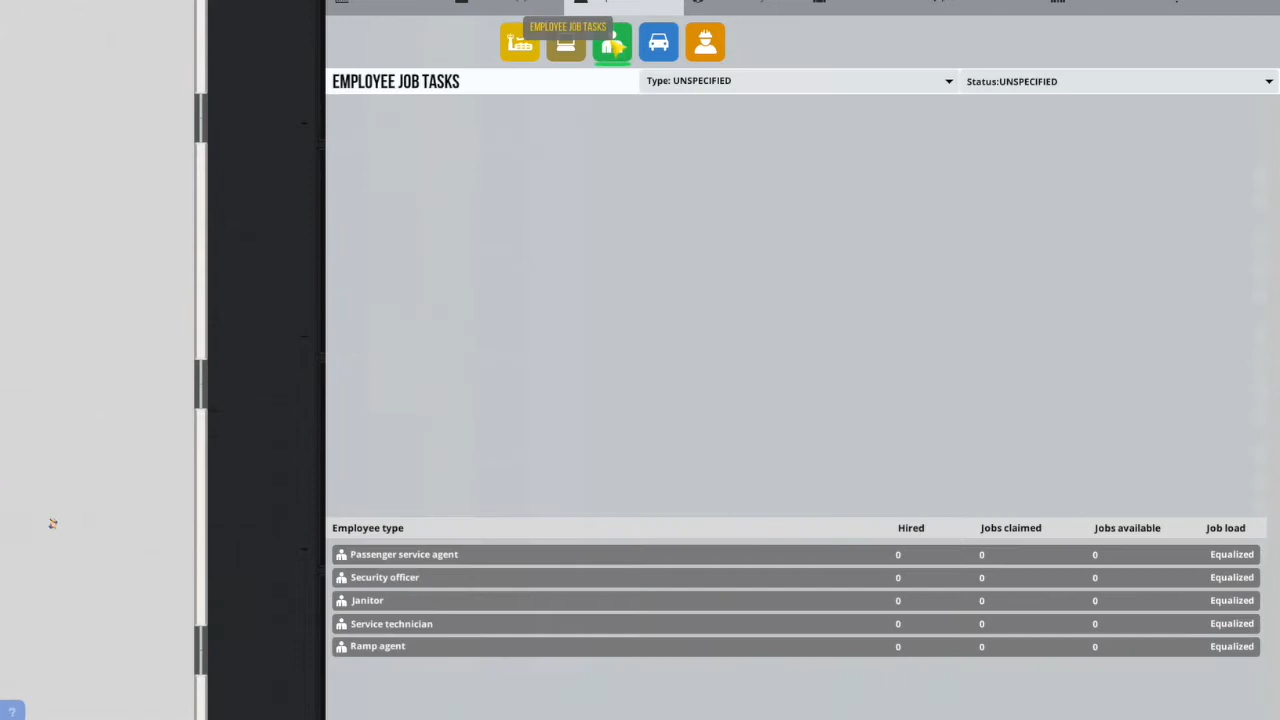 EMPLOYEE JOB TASKS
EMPLOYEE JOB TASKS
Type: UNSPECIFIED
Status:UNSPECIFIED
Employee type Hired Jobs claimed Jobs available Job load
Passenger service agent 0 0 0 Equalized
Security officer 0 0 0 Equalized
Janitor 0 0 0 Equalized
Service technician 0 0 0 Equalized
Ramp agent 0 0 0 Equalized
?